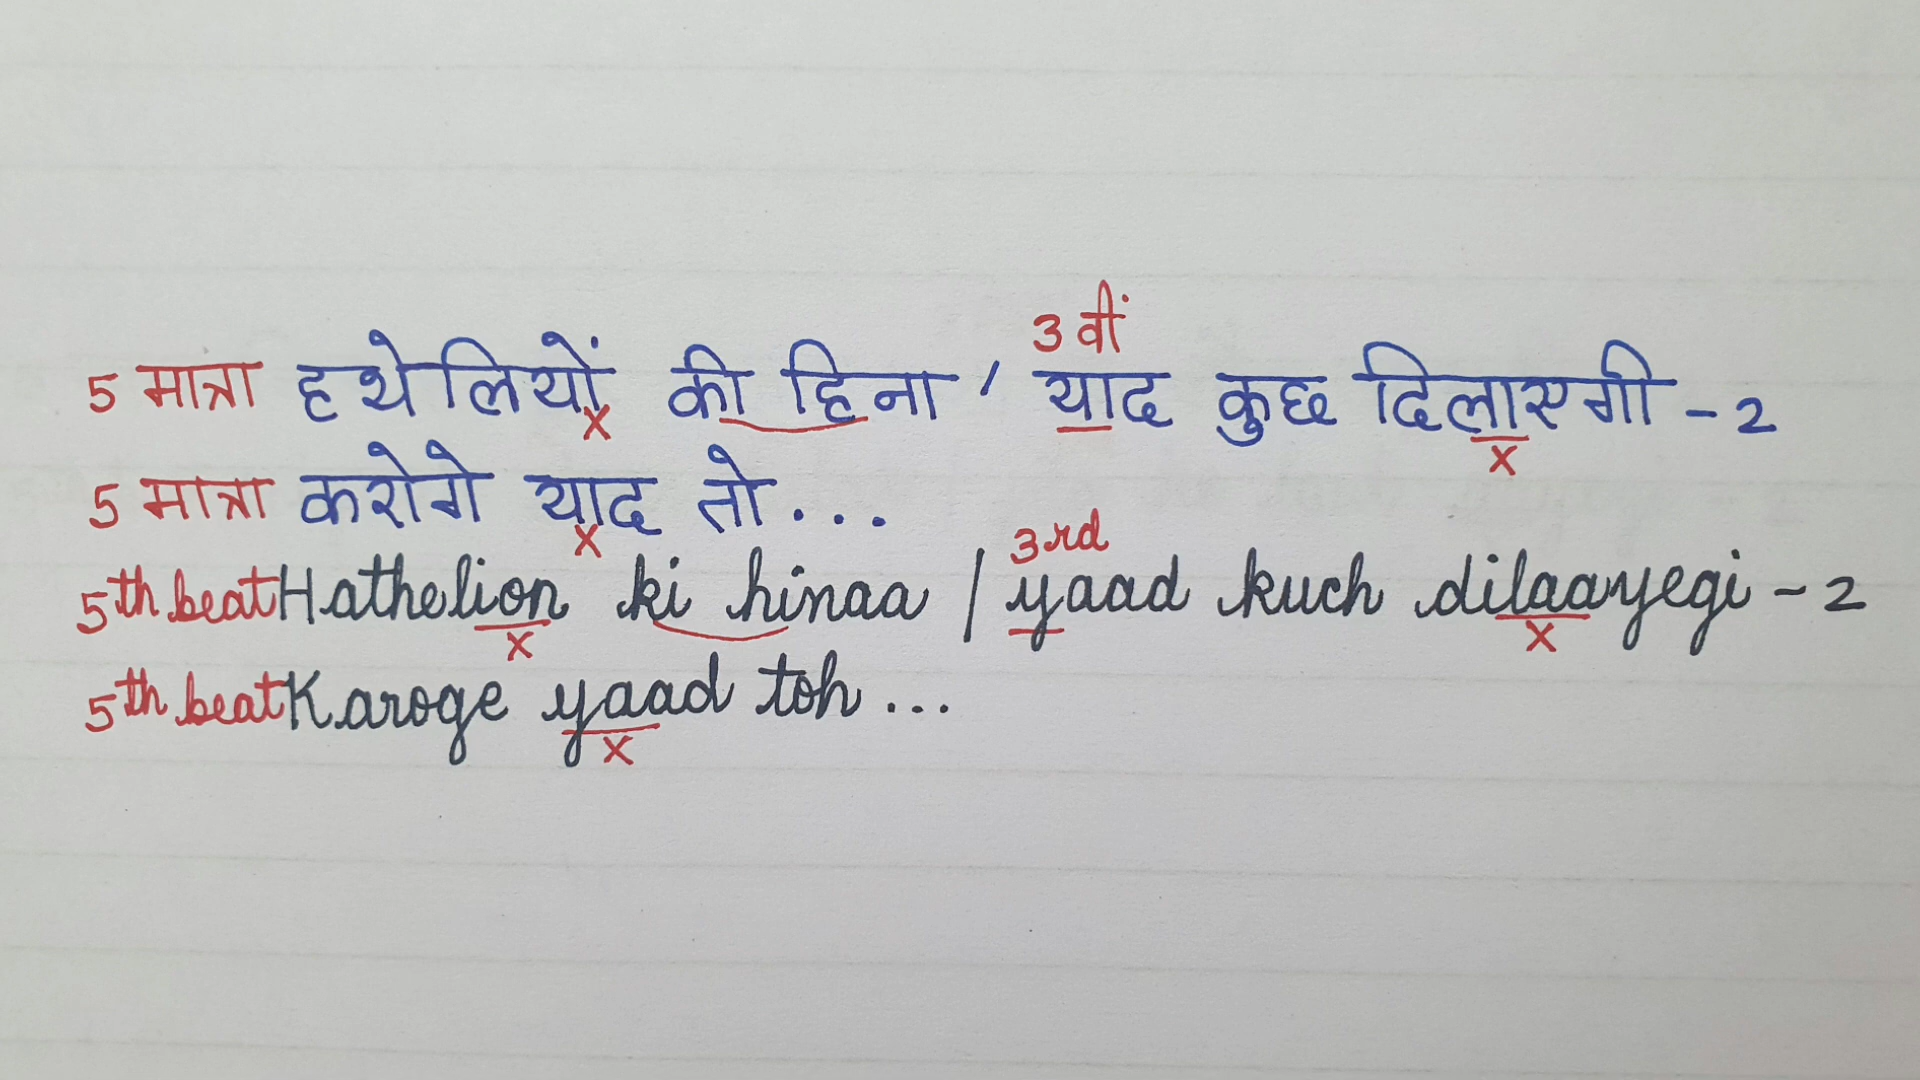 3 वीं
5 मात्रा हथेलियों की हिना ' याद कुछ दिलाएगी - 2
x x
5 मात्रा करोगे याद तो...
x
3rd
5th beat Hathelion ki hinaa / yaad kuch dilaayegi - 2
x x
5th beat Karoge yaad toh...
x